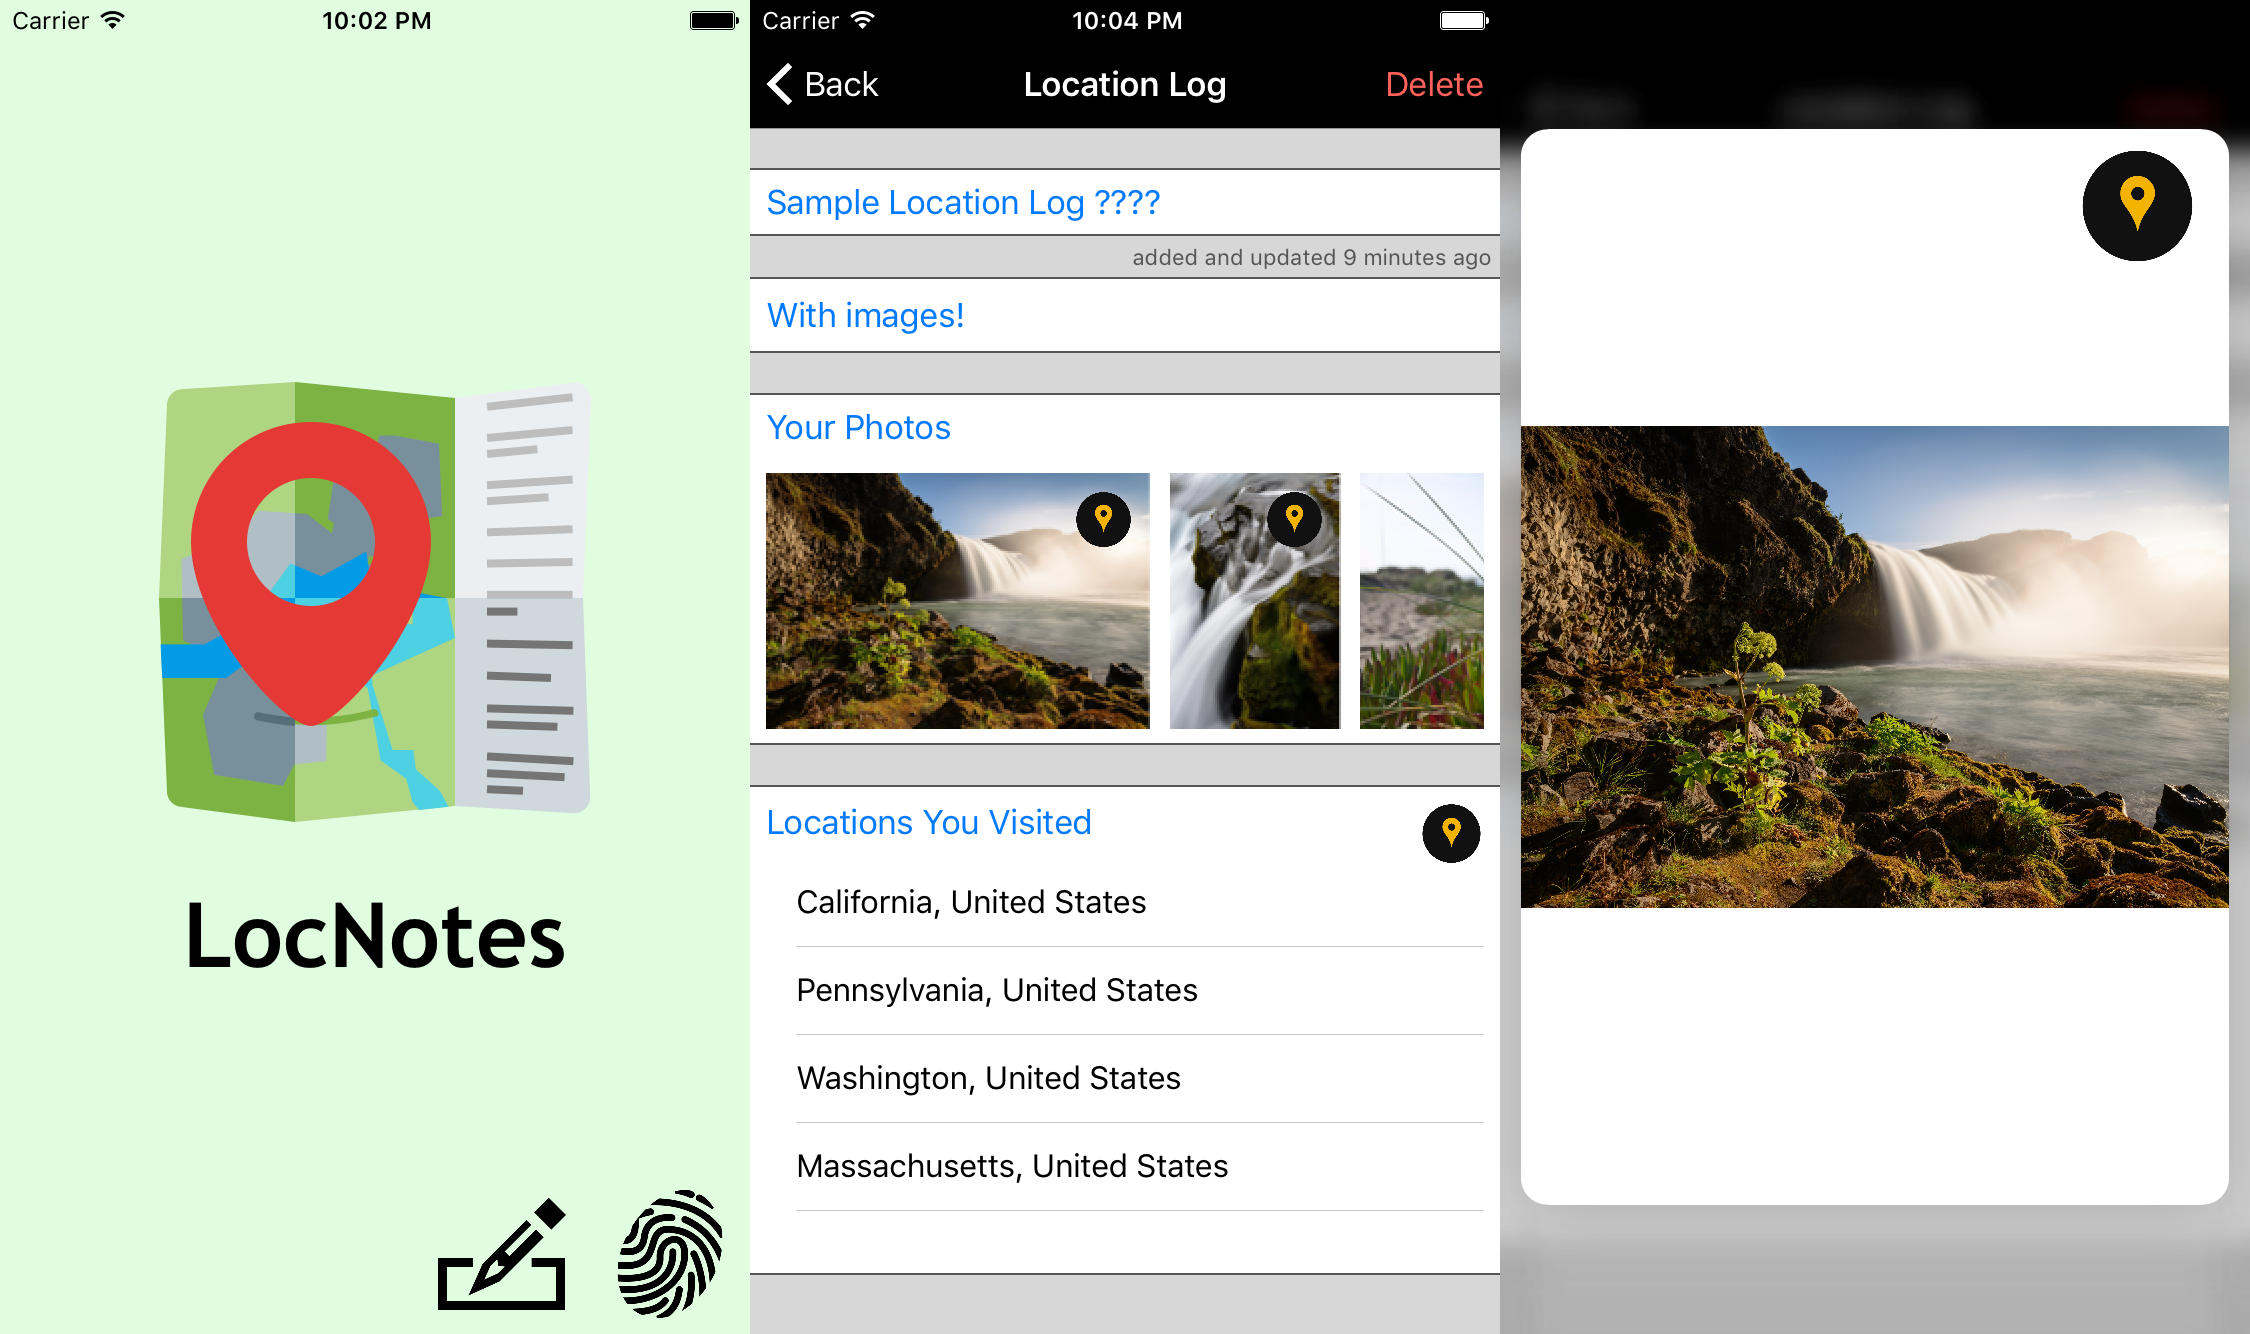 Carrier 10:02 PM
LocNotes
Carrier 10:04 PM
Back Location Log Delete
Sample Location Log ????
added and updated 9 minutes ago
With images!
Your Photos
Locations You Visited
California, United States
Pennsylvania, United States
Washington, United States
Massachusetts, United States